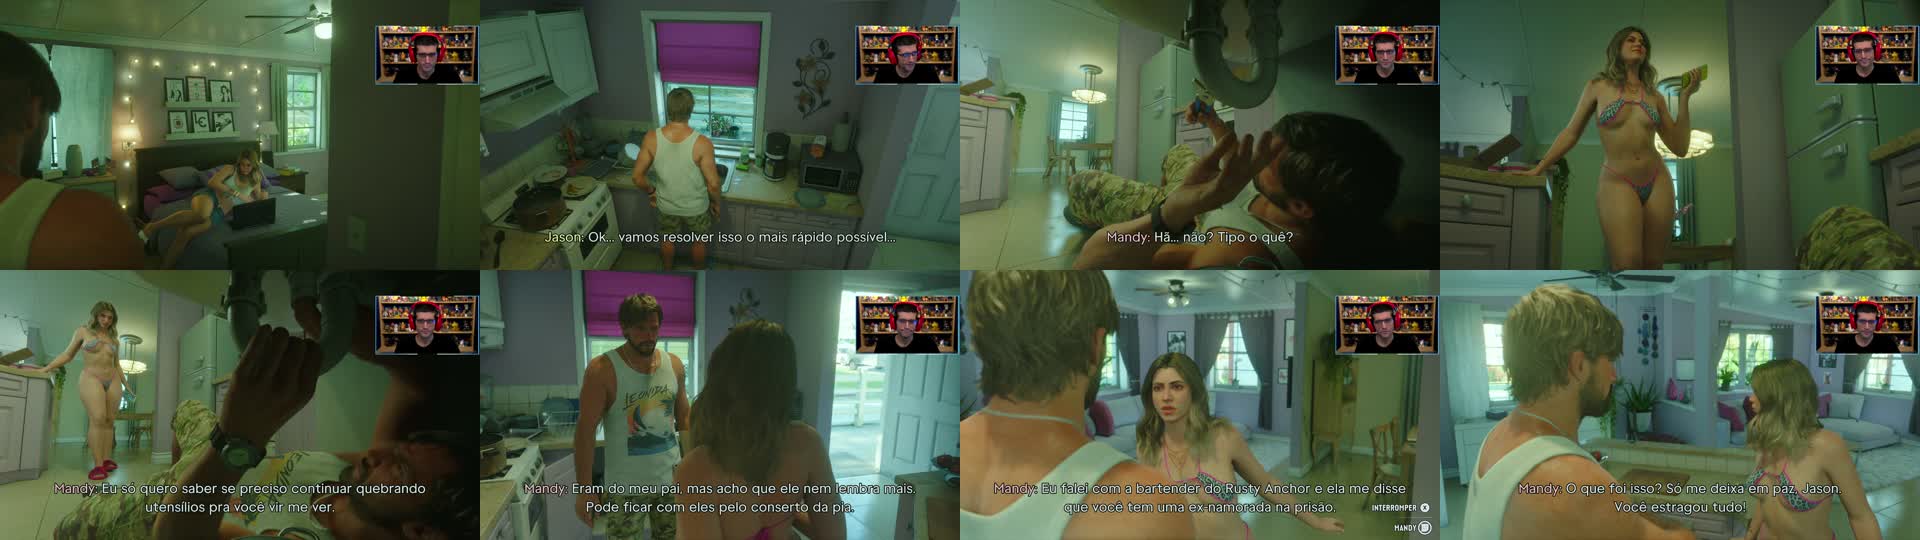 Jason: Ok... vamos resolver isso o mais rápido possível...
Mandy: Hã... não? Tipo o quê?
Mandy: Eu só quero saber se preciso continuar quebrando
utensílios pra você vir me ver.
LEONIDA
Mandy: Eram do meu pai, mas acho que ele nem lembra mais.
Pode ficar com eles pelo conserto da pia.
Mandy: Eu falei com a bartender do Rusty Anchor e ela me disse
que você tem uma ex-namorada na prisão.
INTERROMPER X
MANDY
Mandy: O que foi isso? Só me deixa em paz, Jason.
Você estragou tudo!